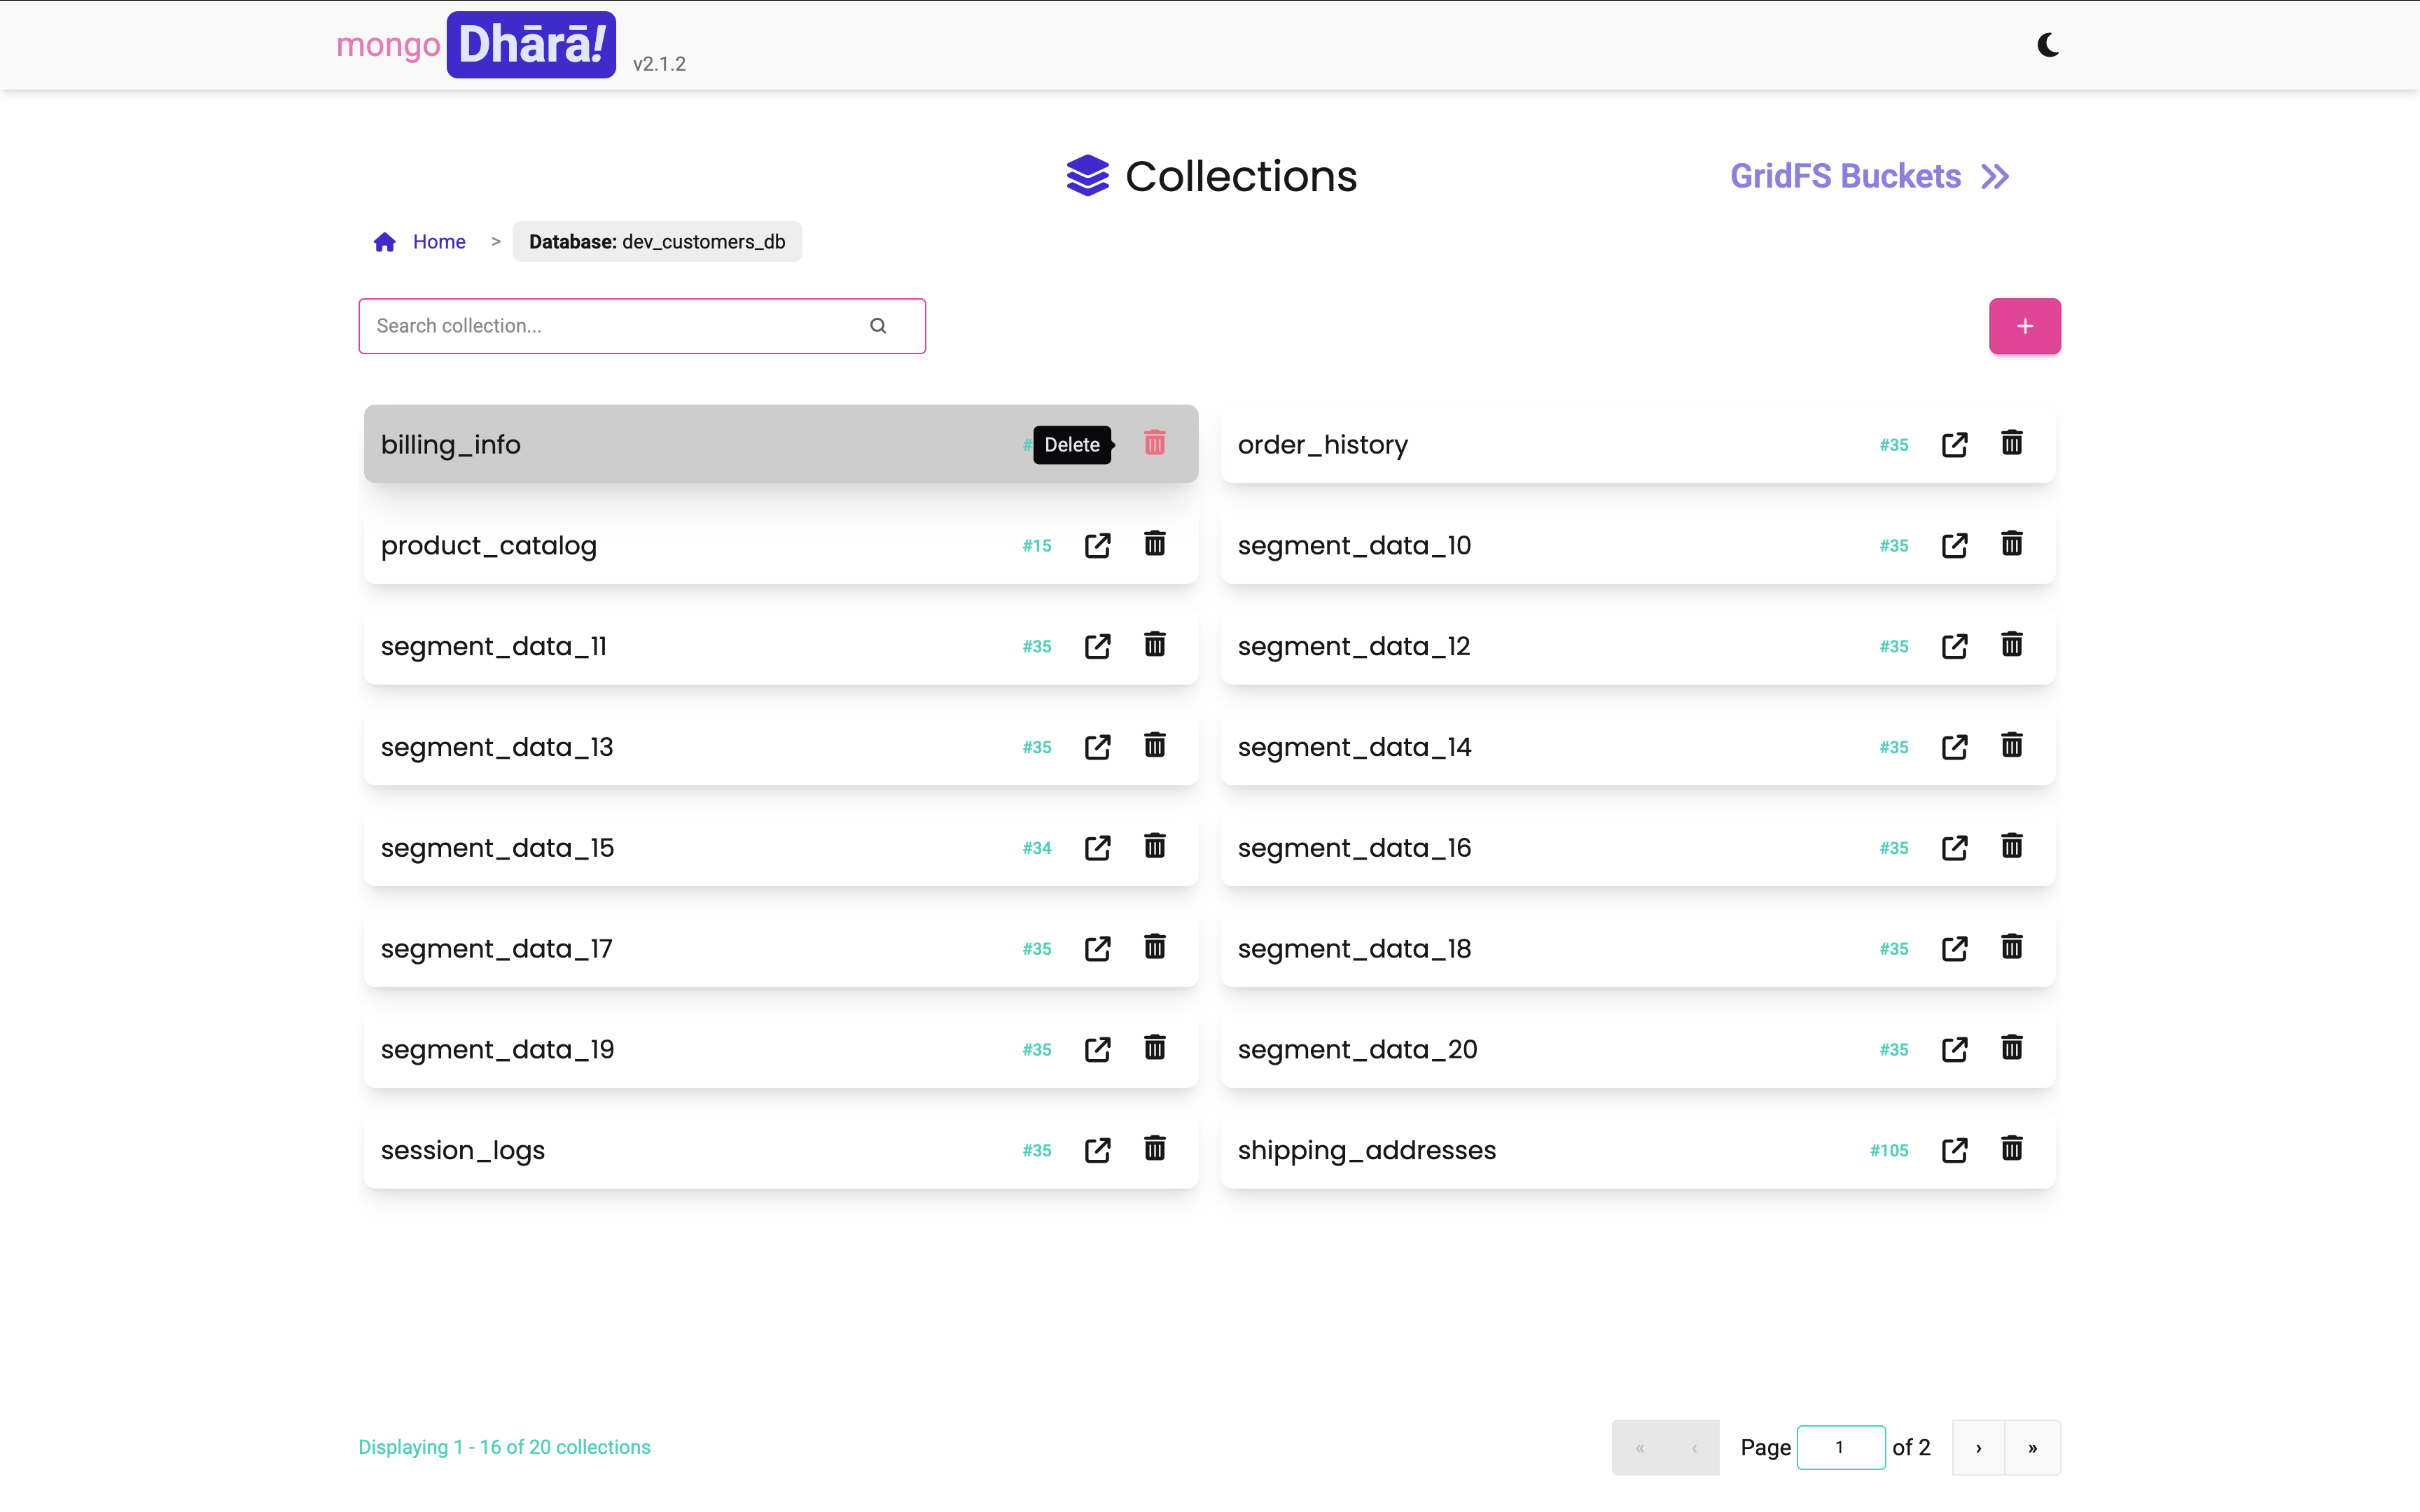 mongo Dhārā! v2.1.2
Collections
GridFS Buckets »
Home > Database: dev_customers_db
Search collection...
+
billing_info # Delete
order_history #35
product_catalog #15
segment_data_10 #35
segment_data_11 #35
segment_data_12 #35
segment_data_13 #35
segment_data_14 #35
segment_data_15 #34
segment_data_16 #35
segment_data_17 #35
segment_data_18 #35
segment_data_19 #35
segment_data_20 #35
session_logs #35
shipping_addresses #105
Displaying 1 - 16 of 20 collections
« ‹ Page 1 of 2 › »